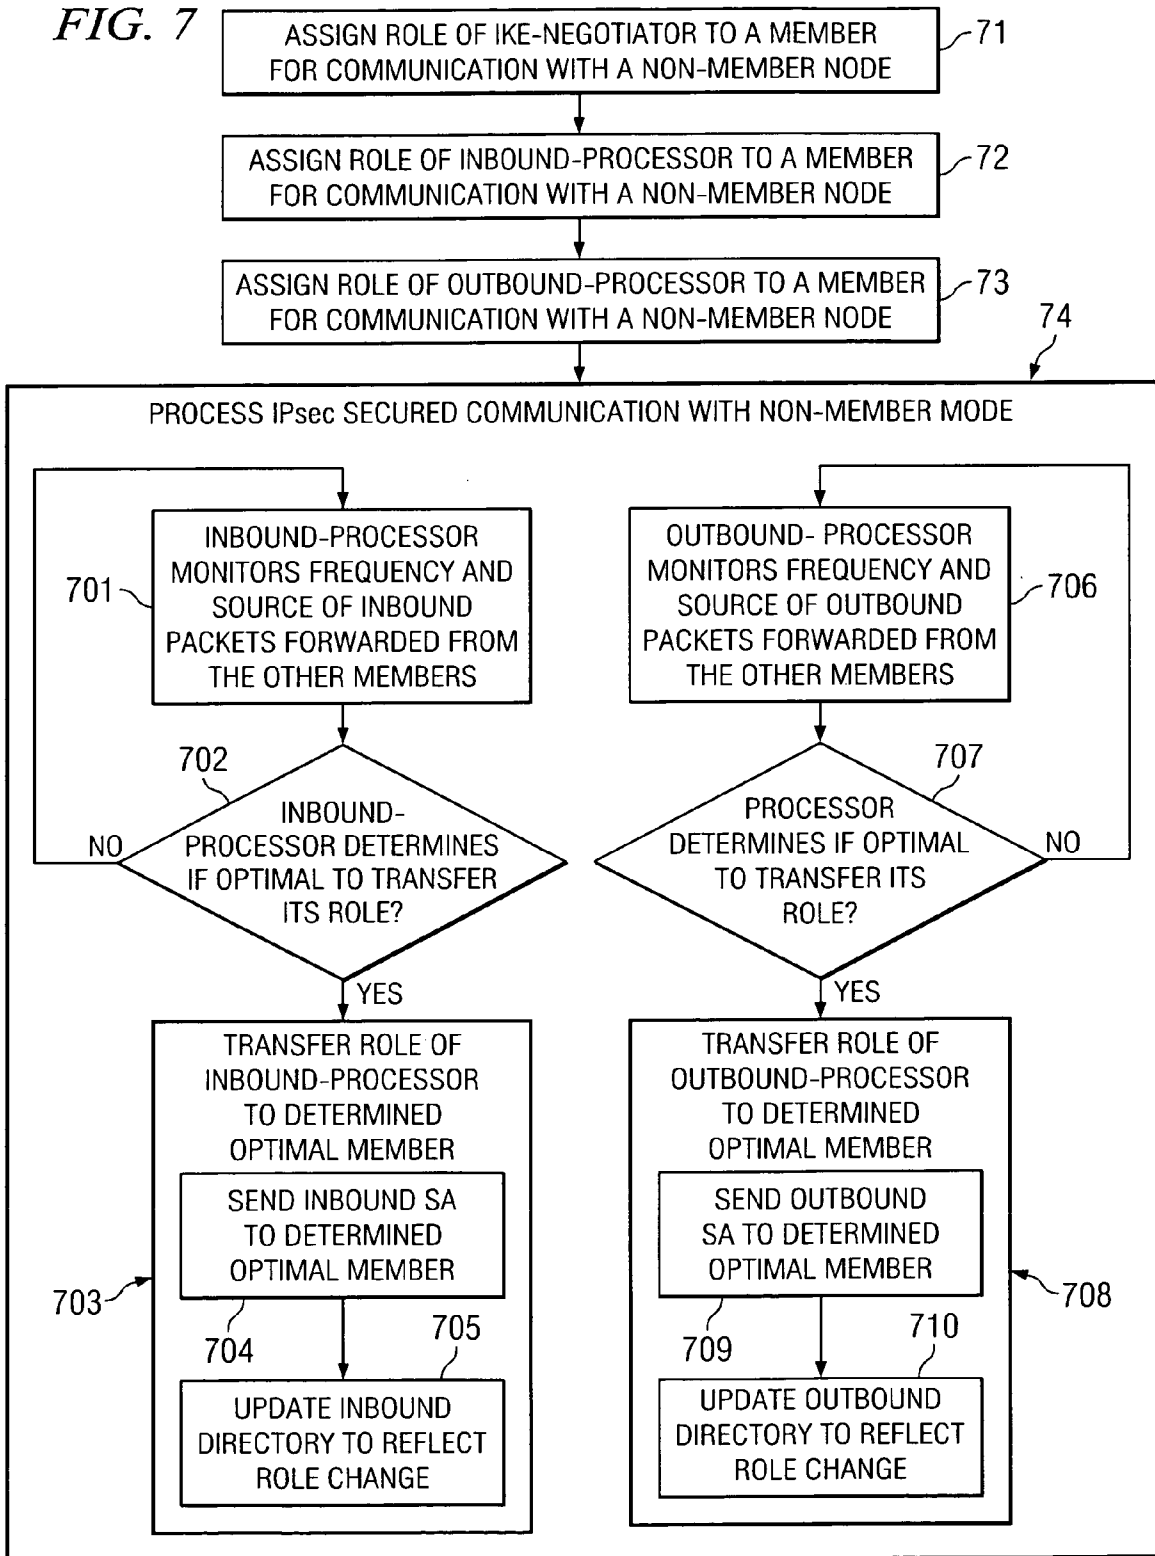 FIG. 7
ASSIGN ROLE OF IKE-NEGOTIATOR TO A MEMBER
FOR COMMUNICATION WITH A NON-MEMBER NODE
71
ASSIGN ROLE OF INBOUND-PROCESSOR TO A MEMBER
FOR COMMUNICATION WITH A NON-MEMBER NODE
72
ASSIGN ROLE OF OUTBOUND-PROCESSOR TO A MEMBER
FOR COMMUNICATION WITH A NON-MEMBER NODE
73
74
PROCESS IPsec SECURED COMMUNICATION WITH NON-MEMBER MODE
INBOUND-PROCESSOR
MONITORS FREQUENCY AND
SOURCE OF INBOUND
PACKETS FORWARDED FROM
THE OTHER MEMBERS
701
702
INBOUND-
PROCESSOR DETERMINES
IF OPTIMAL TO TRANSFER
ITS ROLE?
NO
YES
TRANSFER ROLE OF
INBOUND-PROCESSOR
TO DETERMINED
OPTIMAL MEMBER
SEND INBOUND SA
TO DETERMINED
OPTIMAL MEMBER
703
704
705
UPDATE INBOUND
DIRECTORY TO REFLECT
ROLE CHANGE
OUTBOUND- PROCESSOR
MONITORS FREQUENCY AND
SOURCE OF OUTBOUND
PACKETS FORWARDED FROM
THE OTHER MEMBERS
706
707
PROCESSOR
DETERMINES IF OPTIMAL
TO TRANSFER ITS
ROLE?
NO
YES
TRANSFER ROLE OF
OUTBOUND-PROCESSOR
TO DETERMINED
OPTIMAL MEMBER
SEND OUTBOUND
SA TO DETERMINED
OPTIMAL MEMBER
708
709
710
UPDATE OUTBOUND
DIRECTORY TO REFLECT
ROLE CHANGE